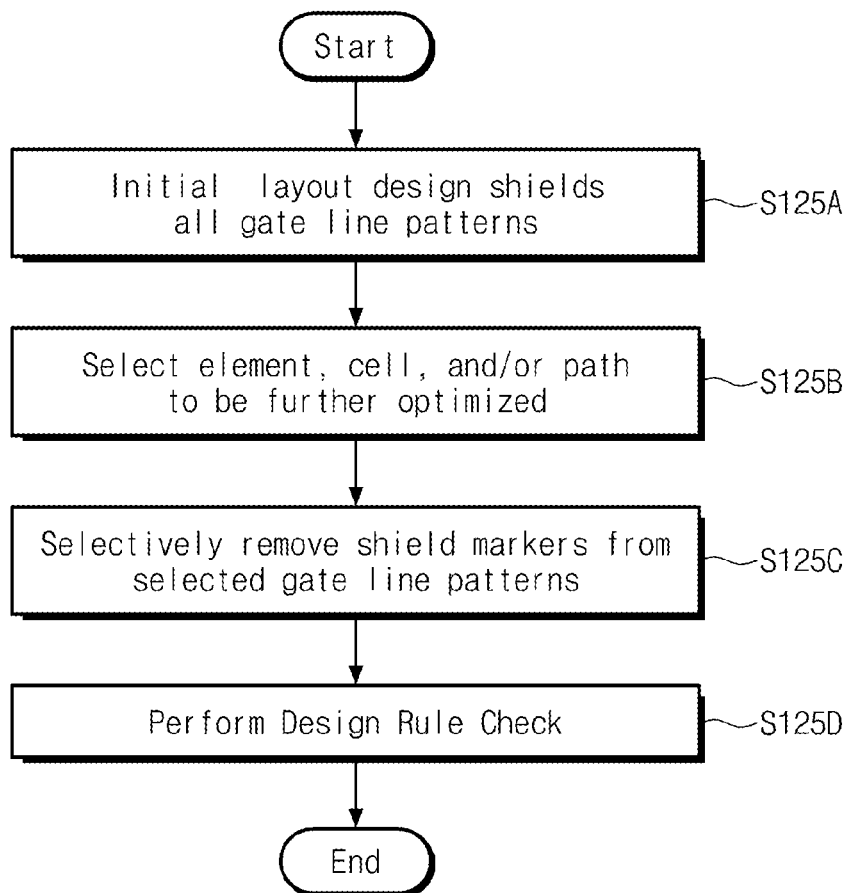 Start
Initial layout design shields
all gate line patterns
S125A
Select element, cell, and/or path
to be further optimized
S125B
Selectively remove shield markers from
selected gate line patterns
S125C
Perform Design Rule Check
S125D
End